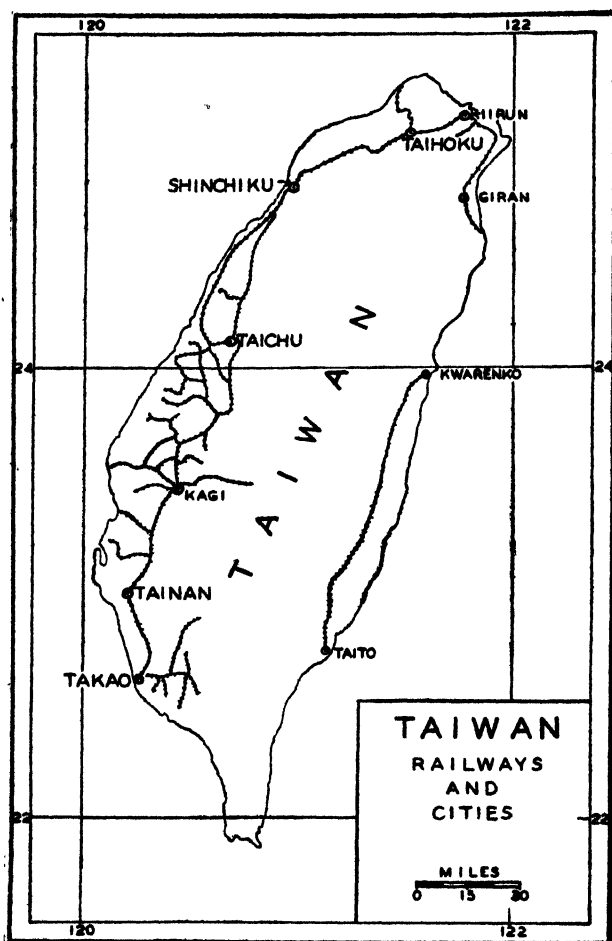 120
122
KIRUN
TAIHOKU
SHINCHIKU
GIRAN
TAICHU
24
24
KWARENKO
TAIWAN
KAGI
TAINAN
TAITO
TAKAO
TAIWAN
RAILWAYS
AND
CITIES
22
22
MILES
0 15 30
120
122